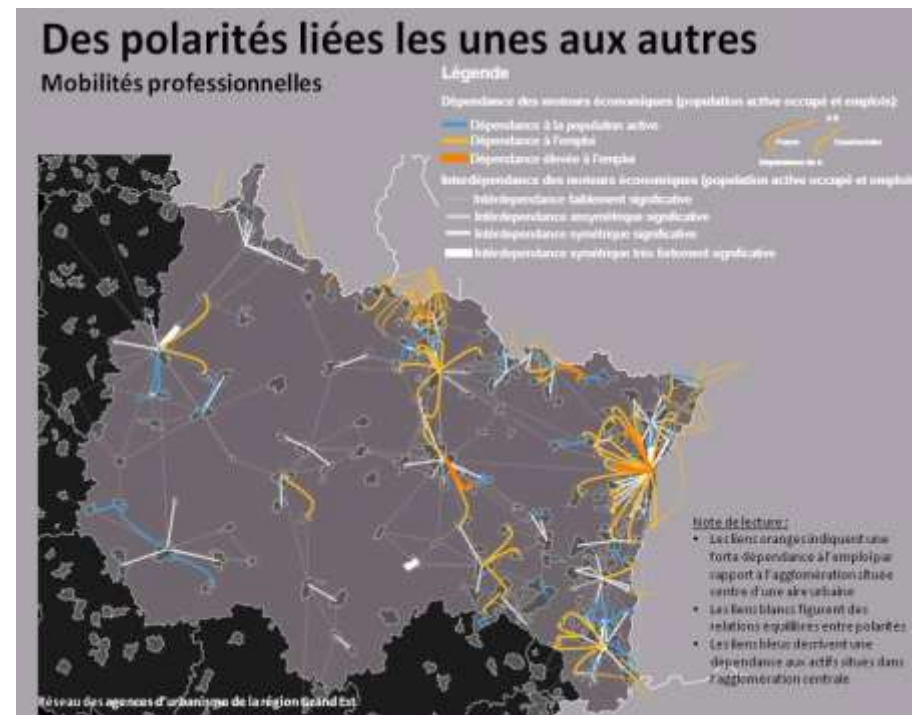 Des polarités liées les unes aux autres
Mobilités professionnelles
Légende
Dépendance des moteurs économiques (population active occupé et emplois)
Dépendance à la population active
Dépendance à l'emploi
Dépendance élevée à l'emploi
Interdépendance des moteurs économiques (population active occupé et emplois
Interdépendance faiblement significative
Interdépendance assymétrique significative
Interdépendance symétrique significative
Interdépendance symétrique très fortement significative
Note de lecture :
• Les liens oranges indiquent une
forte dépendance à l'emploi par
rapport à l'agglomération située
centre d'une aire urbaine
• Les liens blancs figurent des
relations équilibres entre polarités
• Les liens bleus décrivent une
dépendance aux actifs situés dans
l'agglomération centrale
Réseau des agences d'urbanisme de la région Grand Est